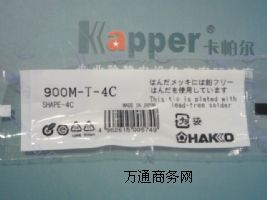 Kapper 卡帕尔
900M-T-4C
SHAPE-4C
はんだメッキには鉛フリー
はんだを使用しています
This tip is plated with
lead-free solder
MADE IN JAPAN
4962615006749
袋
HAKKO
万通商务网